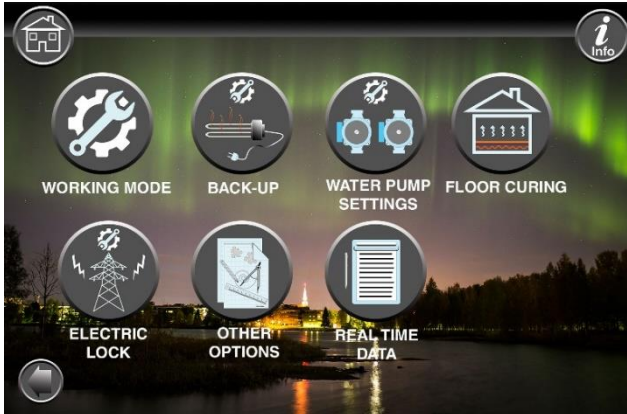 Info
WORKING MODE
BACK-UP
WATER PUMP
SETTINGS
FLOOR CURING
ELECTRIC
LOCK
OTHER
OPTIONS
REAL TIME
DATA